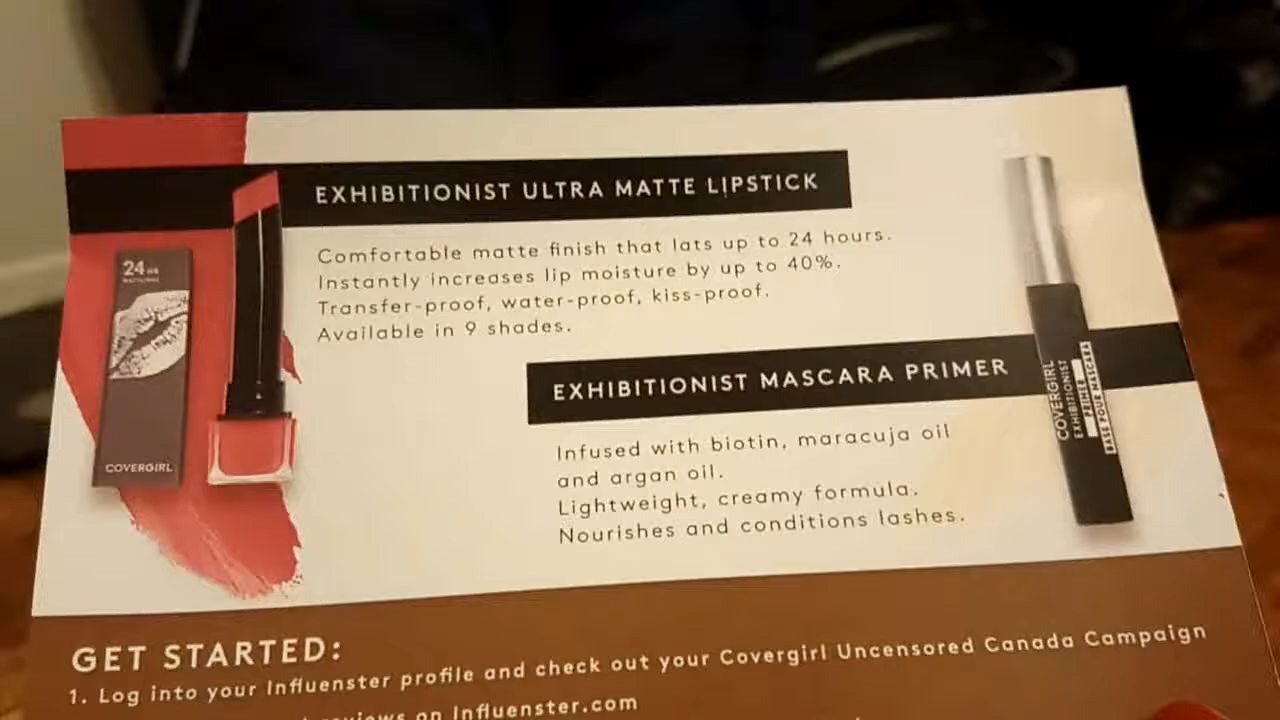 EXHIBITIONIST ULTRA MATTE LIPSTICK
Comfortable matte finish that lats up to 24 hours.
Instantly increases lip moisture by up to 40%.
Transfer-proof, water-proof, kiss-proof.
Available in 9 shades.
24 HR
COVERGIRL
EXHIBITIONIST MASCARA PRIMER
Infused with biotin, maracuja oil
and argan oil.
Lightweight, creamy formula.
Nourishes and conditions lashes.
COVERGIRL
EXHIBITIONIST
PRIMER
BASE POUR MASCARA
GET STARTED:
1. Log into your Influenster profile and check out your Covergirl Uncensored Canada Campaign
on Influenster.com